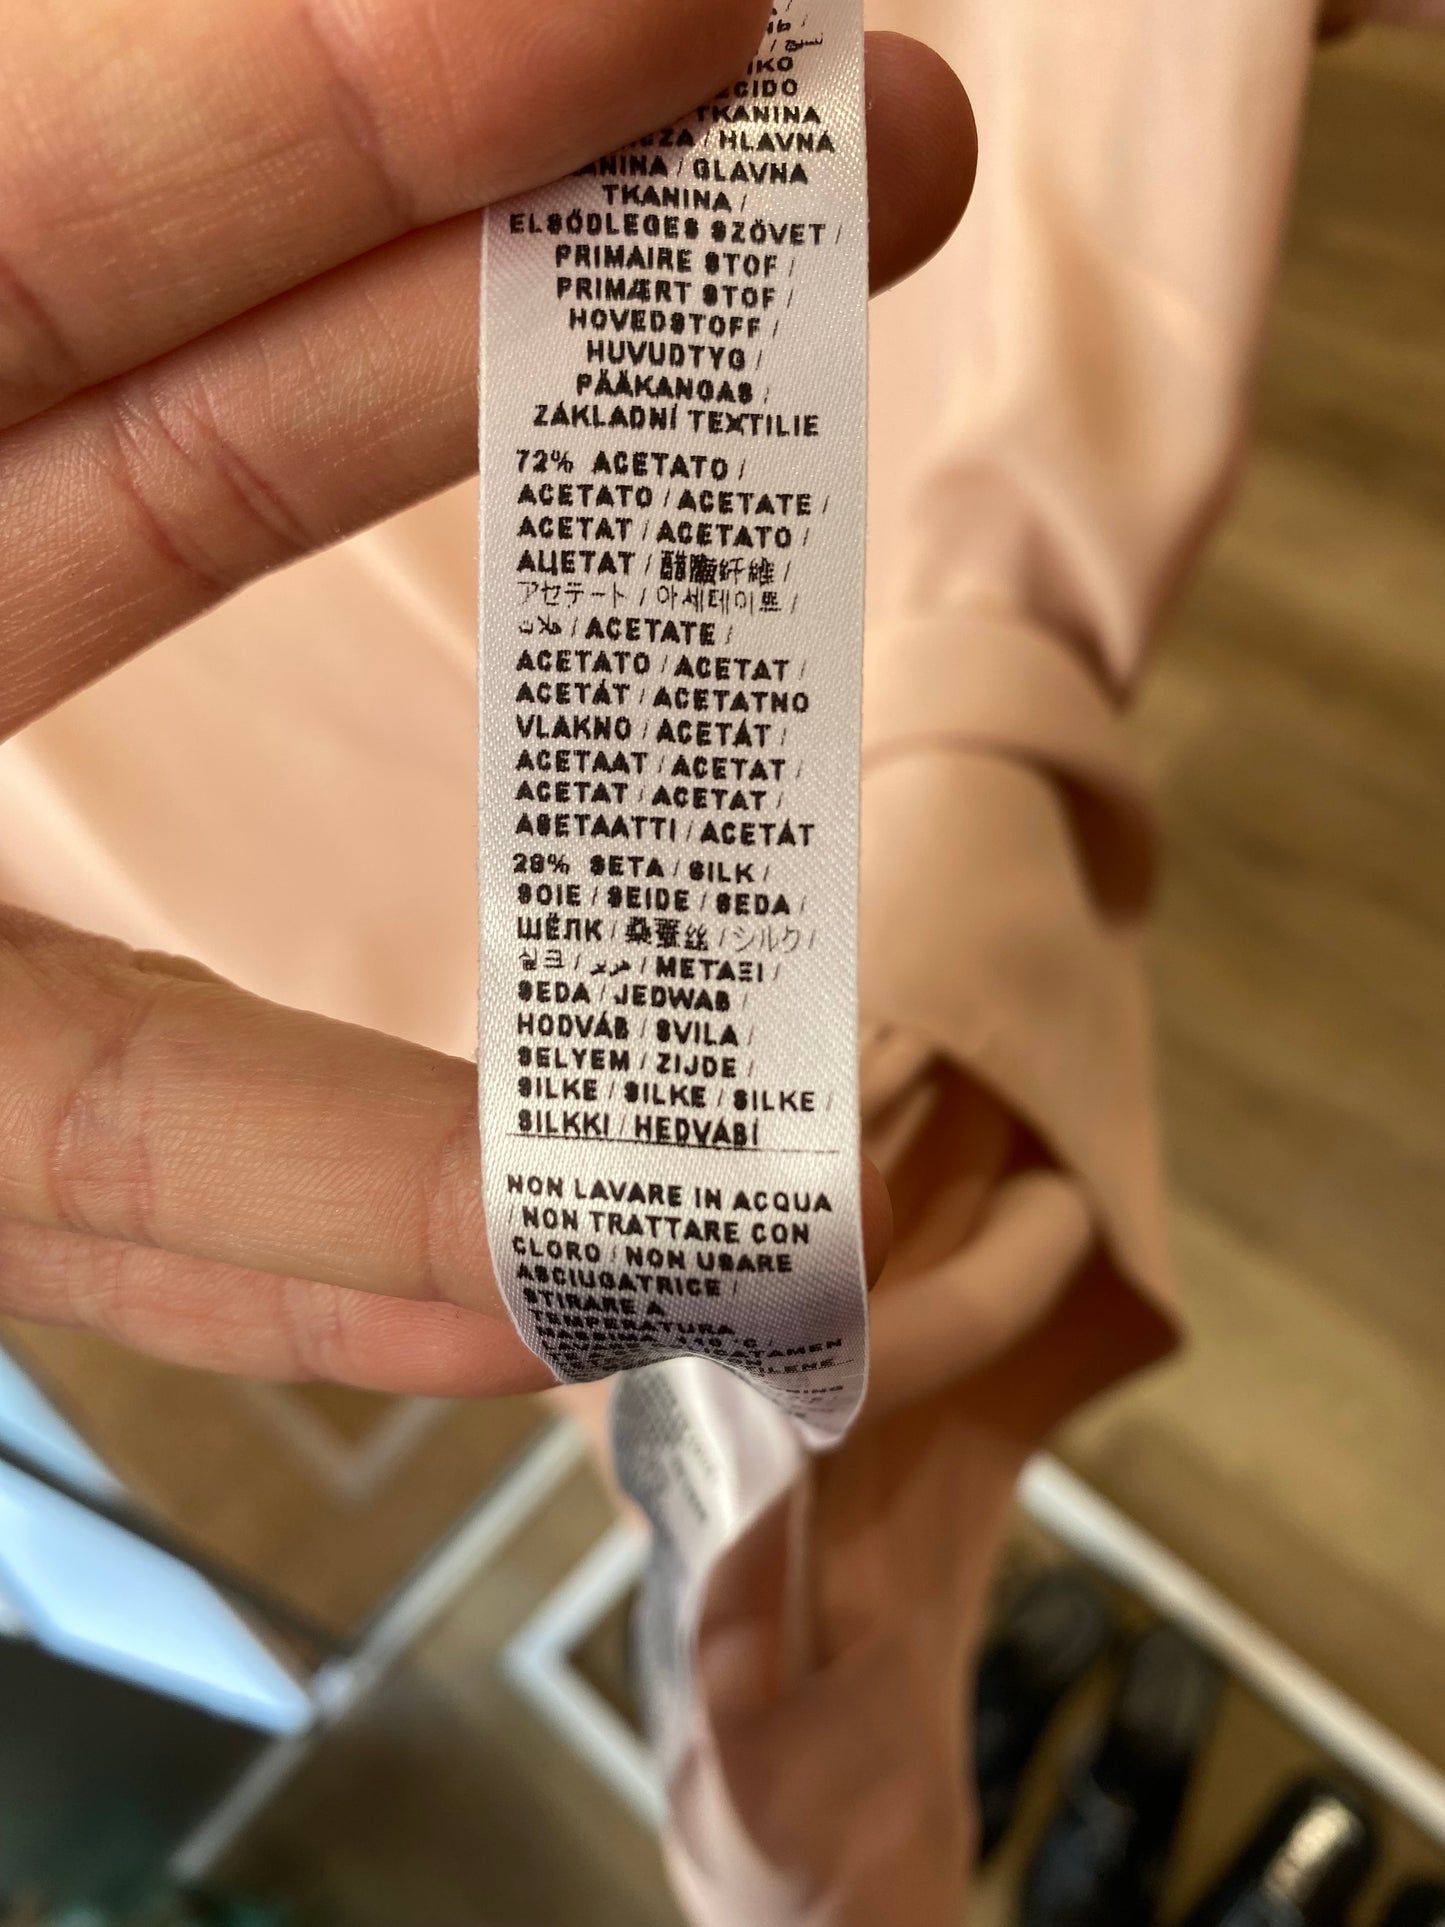 TKANINA
/ HLAVNÁ
/ GLAVNA
TKANINA /
ELSŐDLEGES SZÖVET /
PRIMAIRE STOF /
PRIMÆRT STOF /
HOVEDSTOFF /
HUVUDTYG /
PÄÄKANGAS /
ZÁKLADNÍ TEXTILIE
72% ACETATO /
ACETATO / ACETATE /
ACETAT / ACETATO /
АЦЕТАТ / 醋酸纤维 /
アセテート / 아세테이트 /
/ ACETATE /
ACETATO / ACETAT /
ACETÁT / ACETATNO
VLAKNO / ACETÁT /
ACETAAT / ACETAT /
ACETAT / ACETAT /
ASETAATTI / ACETÁT
28% SETA / SILK /
SOIE / SEIDE / SEDA /
ШЁЛК / 桑蚕丝 / シルク /
실크 / حرير / ΜΕΤΑΞΙ /
SEDA / JEDWAB /
HODVÁB / SVILA /
SELYEM / ZIJDE /
SILKE / SILKE / SILKE /
SILKKI / HEDVÁBÍ
NON LAVARE IN ACQUA
/ NON TRATTARE CON
CLORO / NON USARE
ASCIUGATRICE /
STIRARE A
TEMPERATURA
MASSIMA 110 °C /